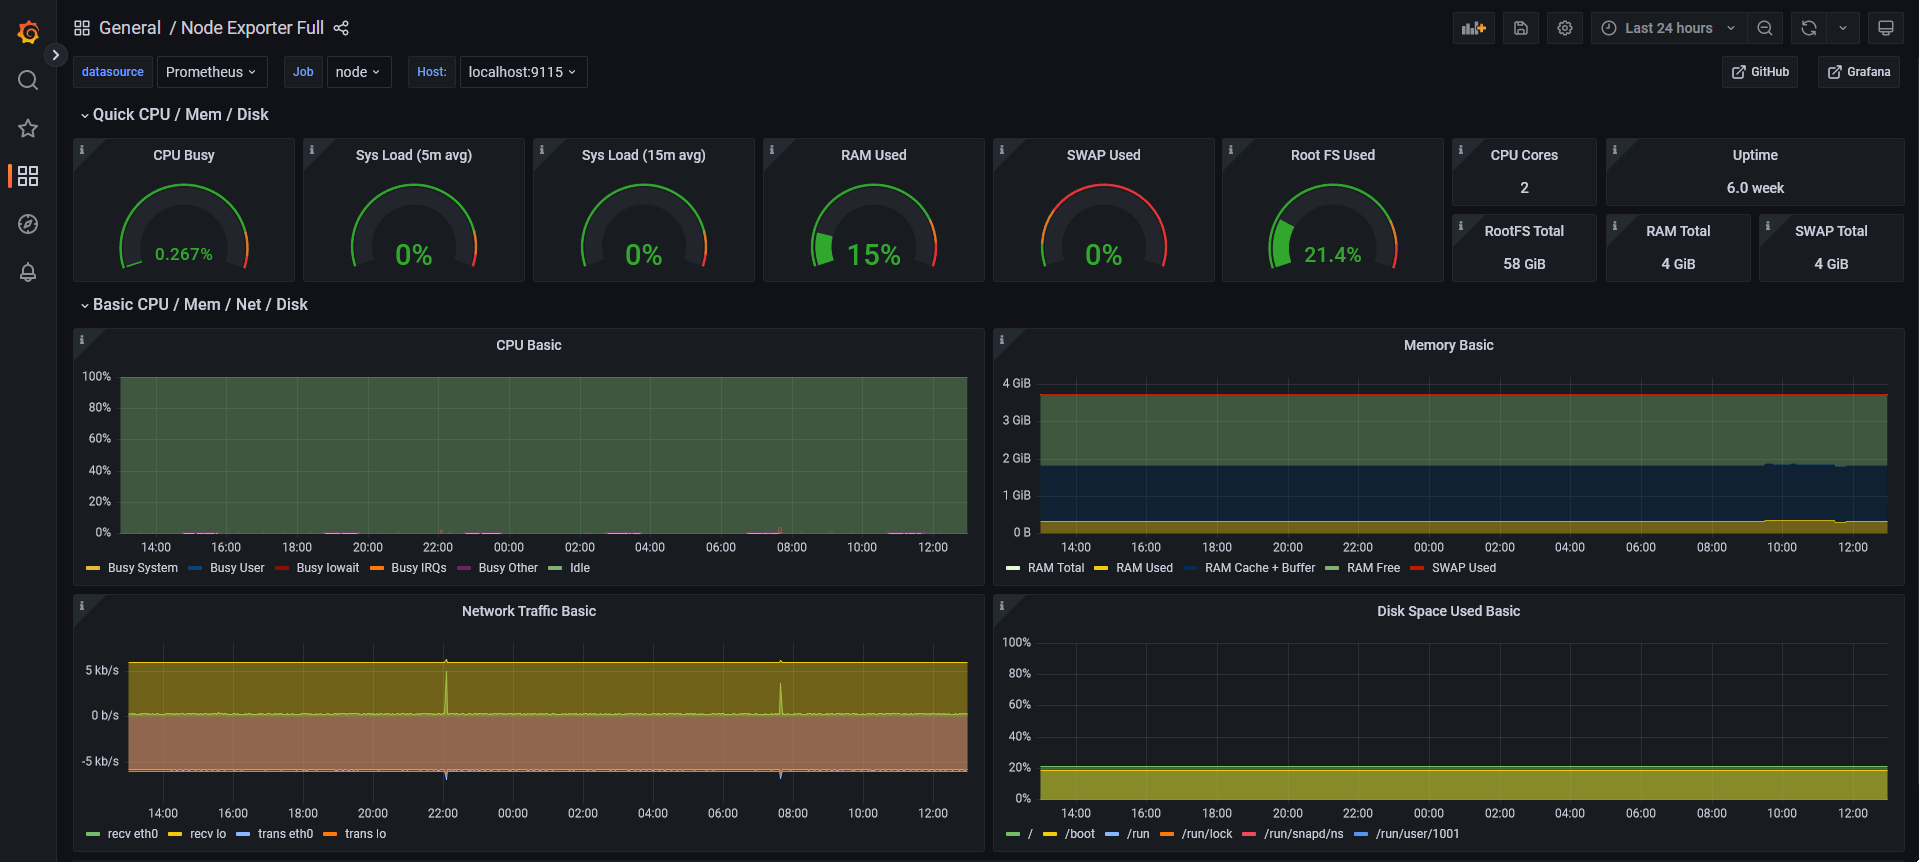 General / Node Exporter Full
Last 24 hours
datasource Prometheus Job node Host: localhost:9115 GitHub Grafana
Quick CPU / Mem / Disk
CPU Busy
0.267%
Sys Load (5m avg)
0%
Sys Load (15m avg)
0%
RAM Used
15%
SWAP Used
0%
Root FS Used
21.4%
CPU Cores
2
Uptime
6.0 week
RootFS Total
58 GiB
RAM Total
4 GiB
SWAP Total
4 GiB
Basic CPU / Mem / Net / Disk
CPU Basic
100%
80%
60%
40%
20%
0%
14:00 16:00 18:00 20:00 22:00 00:00 02:00 04:00 06:00 08:00 10:00 12:00
Busy System Busy User Busy Iowait Busy IRQs Busy Other Idle
Memory Basic
4 GiB
3 GiB
2 GiB
1 GiB
0 B
14:00 16:00 18:00 20:00 22:00 00:00 02:00 04:00 06:00 08:00 10:00 12:00
RAM Total RAM Used RAM Cache + Buffer RAM Free SWAP Used
Network Traffic Basic
5 kb/s
0 b/s
-5 kb/s
14:00 16:00 18:00 20:00 22:00 00:00 02:00 04:00 06:00 08:00 10:00 12:00
recv eth0 recv lo trans eth0 trans lo
Disk Space Used Basic
100%
80%
60%
40%
20%
0%
14:00 16:00 18:00 20:00 22:00 00:00 02:00 04:00 06:00 08:00 10:00 12:00
/ /boot /run /run/lock /run/snapd/ns /run/user/1001